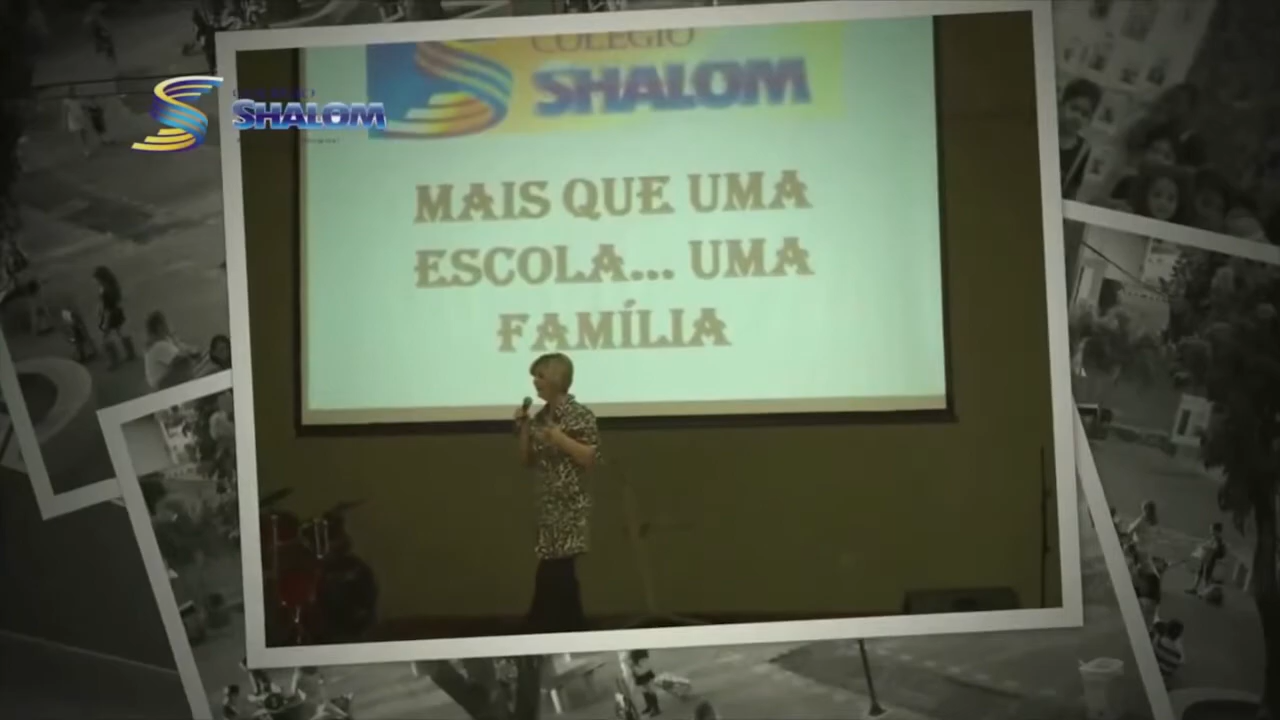 COLEGIO
SHALOM
SHALOM
MAIS QUE UMA
ESCOLA... UMA
FAMÍLIA